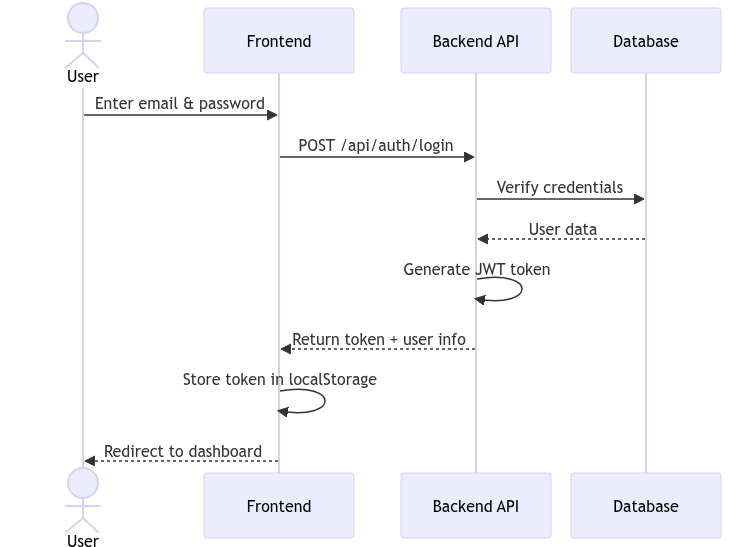 User
Frontend
Backend API
Database
Enter email & password
POST /api/auth/login
Verify credentials
User data
Generate JWT token
Return token + user info
Store token in localStorage
Redirect to dashboard
User
Frontend
Backend API
Database